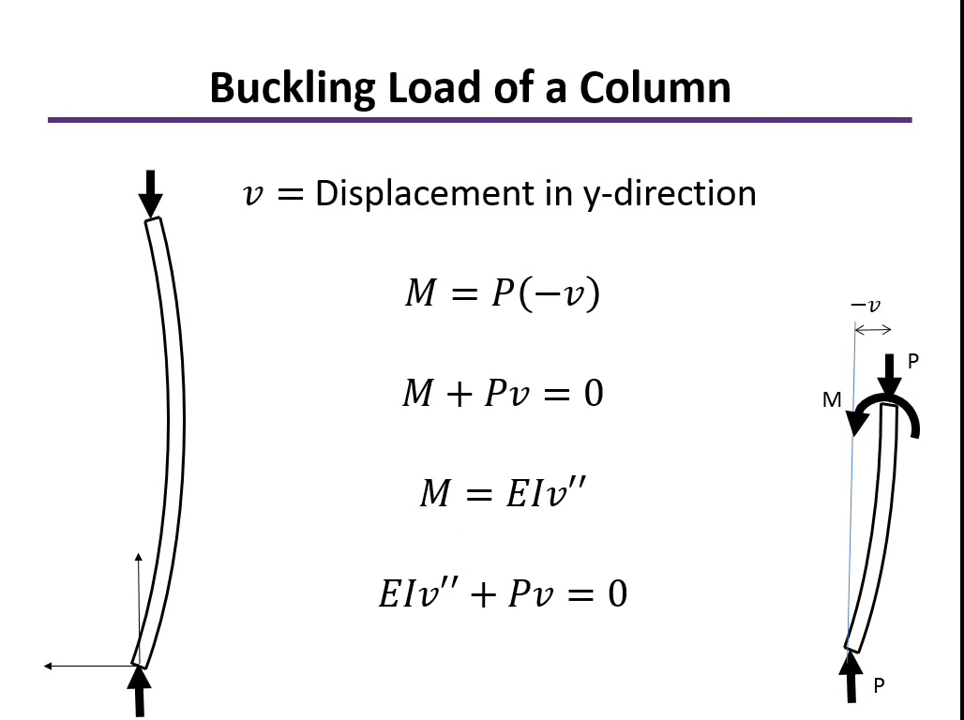 Buckling Load of a Column
v = Displacement in y-direction
M = P(−v)
M + Pv = 0
M = EIv′′
EIv′′ + Pv = 0
−v
P
M
P